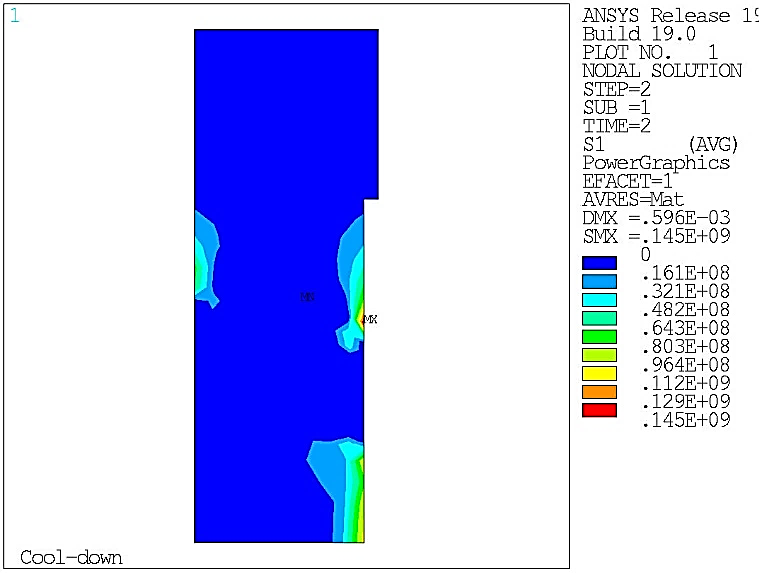 1
ANSYS Release 19
Build 19.0
PLOT NO. 1
NODAL SOLUTION
STEP=2
SUB =1
TIME=2
S1 (AVG)
PowerGraphics
EFACET=1
AVRES=Mat
DMX =.596E-03
SMX =.145E+09
0
.161E+08
.321E+08
.482E+08
.643E+08
.803E+08
.964E+08
.112E+09
.129E+09
.145E+09
MN
MX
Cool-down